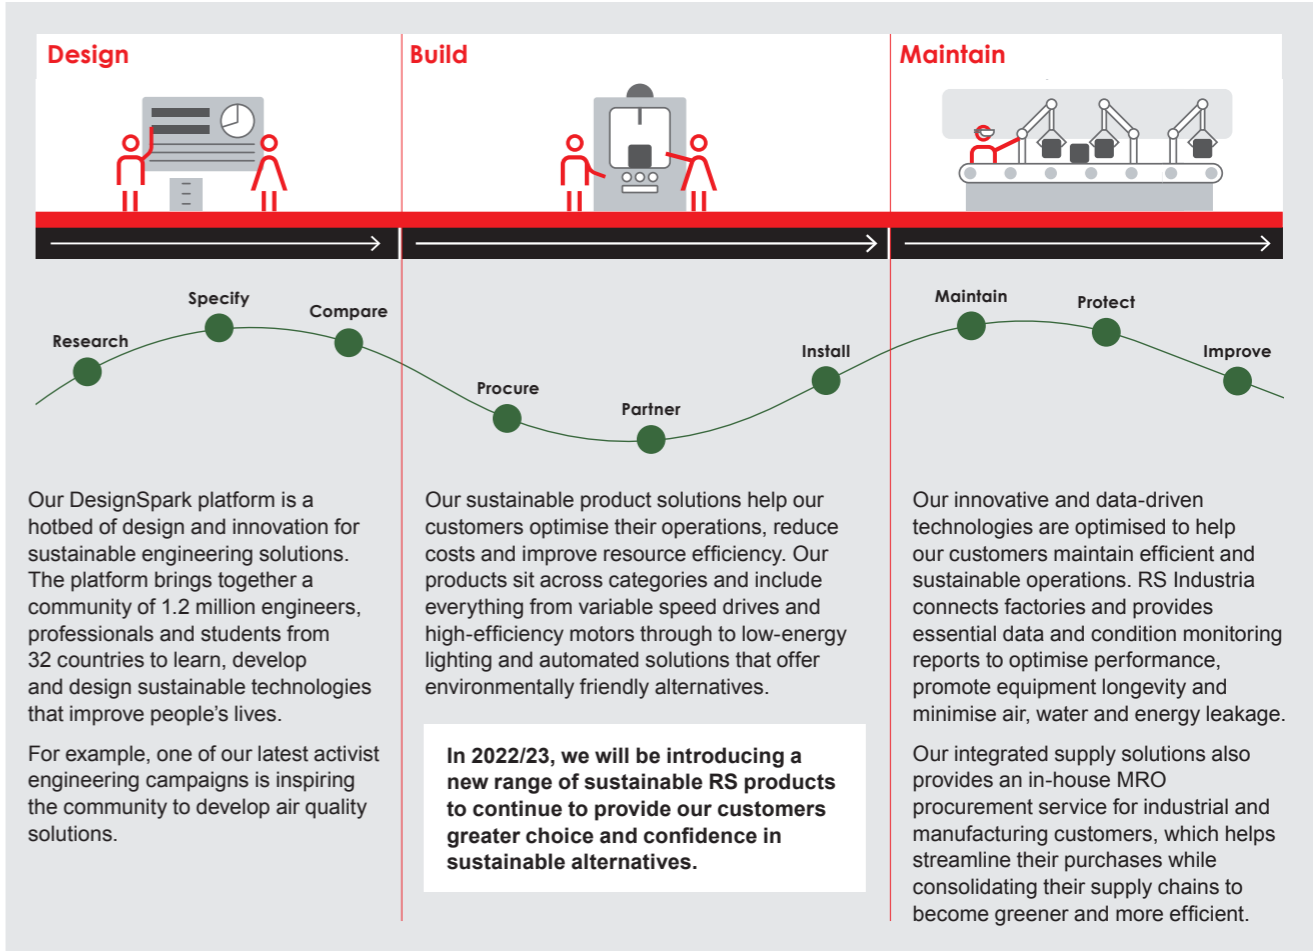 Design
Research
Specify
Compare
Our DesignSpark platform is a
hotbed of design and innovation for
sustainable engineering solutions.
The platform brings together a
community of 1.2 million engineers,
professionals and students from
32 countries to learn, develop
and design sustainable technologies
that improve people’s lives.
For example, one of our latest activist
engineering campaigns is inspiring
the community to develop air quality
solutions.
Build
Procure
Partner
Install
Our sustainable product solutions help our
customers optimise their operations, reduce
costs and improve resource efficiency. Our
products sit across categories and include
everything from variable speed drives and
high-efficiency motors through to low-energy
lighting and automated solutions that offer
environmentally friendly alternatives.
In 2022/23, we will be introducing a
new range of sustainable RS products
to continue to provide our customers
greater choice and confidence in
sustainable alternatives.
Maintain
Maintain
Protect
Improve
Our innovative and data-driven
technologies are optimised to help
our customers maintain efficient and
sustainable operations. RS Industria
connects factories and provides
essential data and condition monitoring
reports to optimise performance,
promote equipment longevity and
minimise air, water and energy leakage.
Our integrated supply solutions also
provides an in-house MRO
procurement service for industrial and
manufacturing customers, which helps
streamline their purchases while
consolidating their supply chains to
become greener and more efficient.